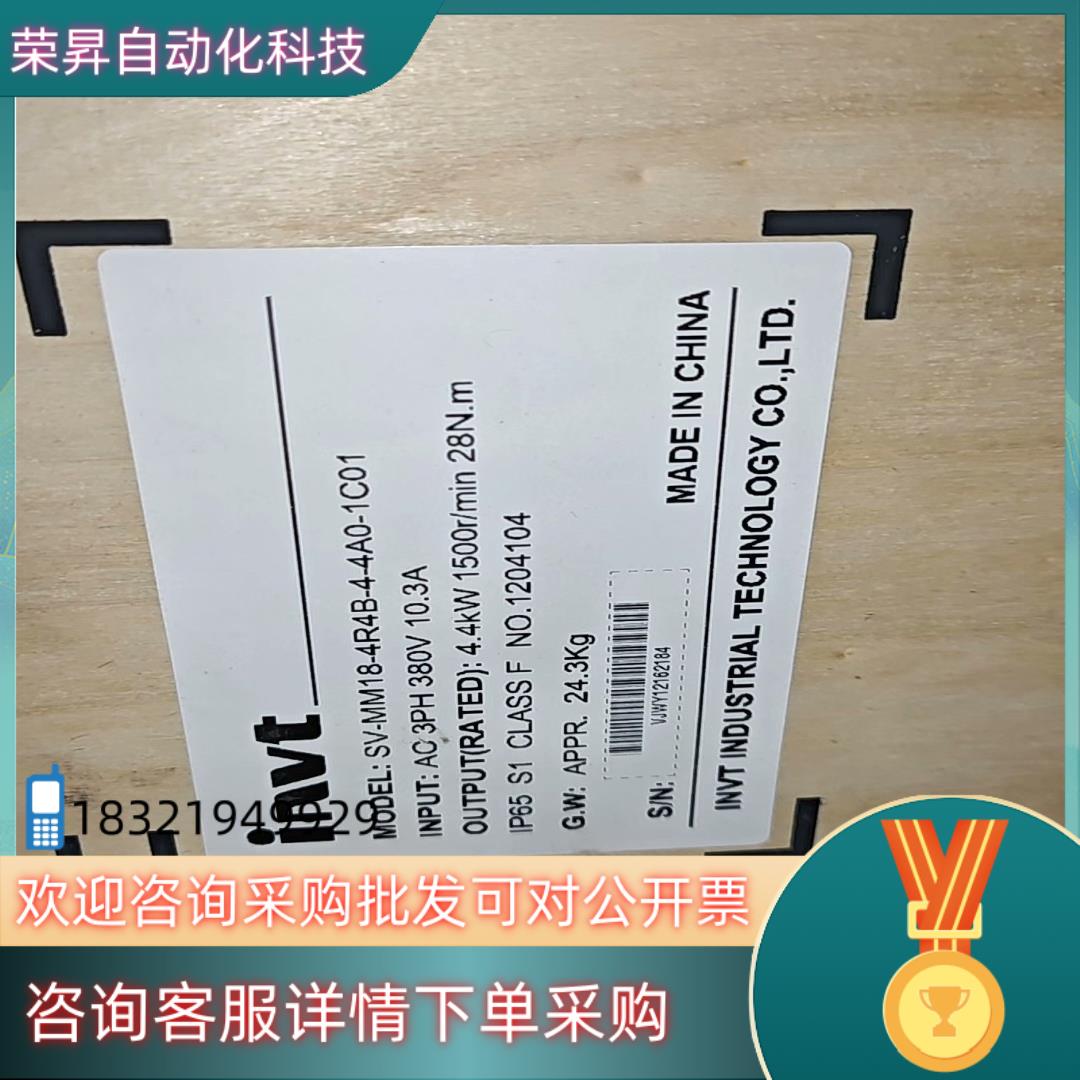 荣昇自动化科技
invt
MODEL: SV-MM18-4R4B-4-4A0-1C01
INPUT: AC 3PH 380V 10.3A
OUTPUT(RATED): 4.4kW 1500r/min 28N.m
IP65 S1 CLASS F NO.1204104
G.W: APPR. 24.3Kg
S/N:
VJWY12162184
MADE IN CHINA
INVT INDUSTRIAL TECHNOLOGY CO.,LTD.
18321949929
欢迎咨询采购批发可对公开票
咨询客服详情下单采购